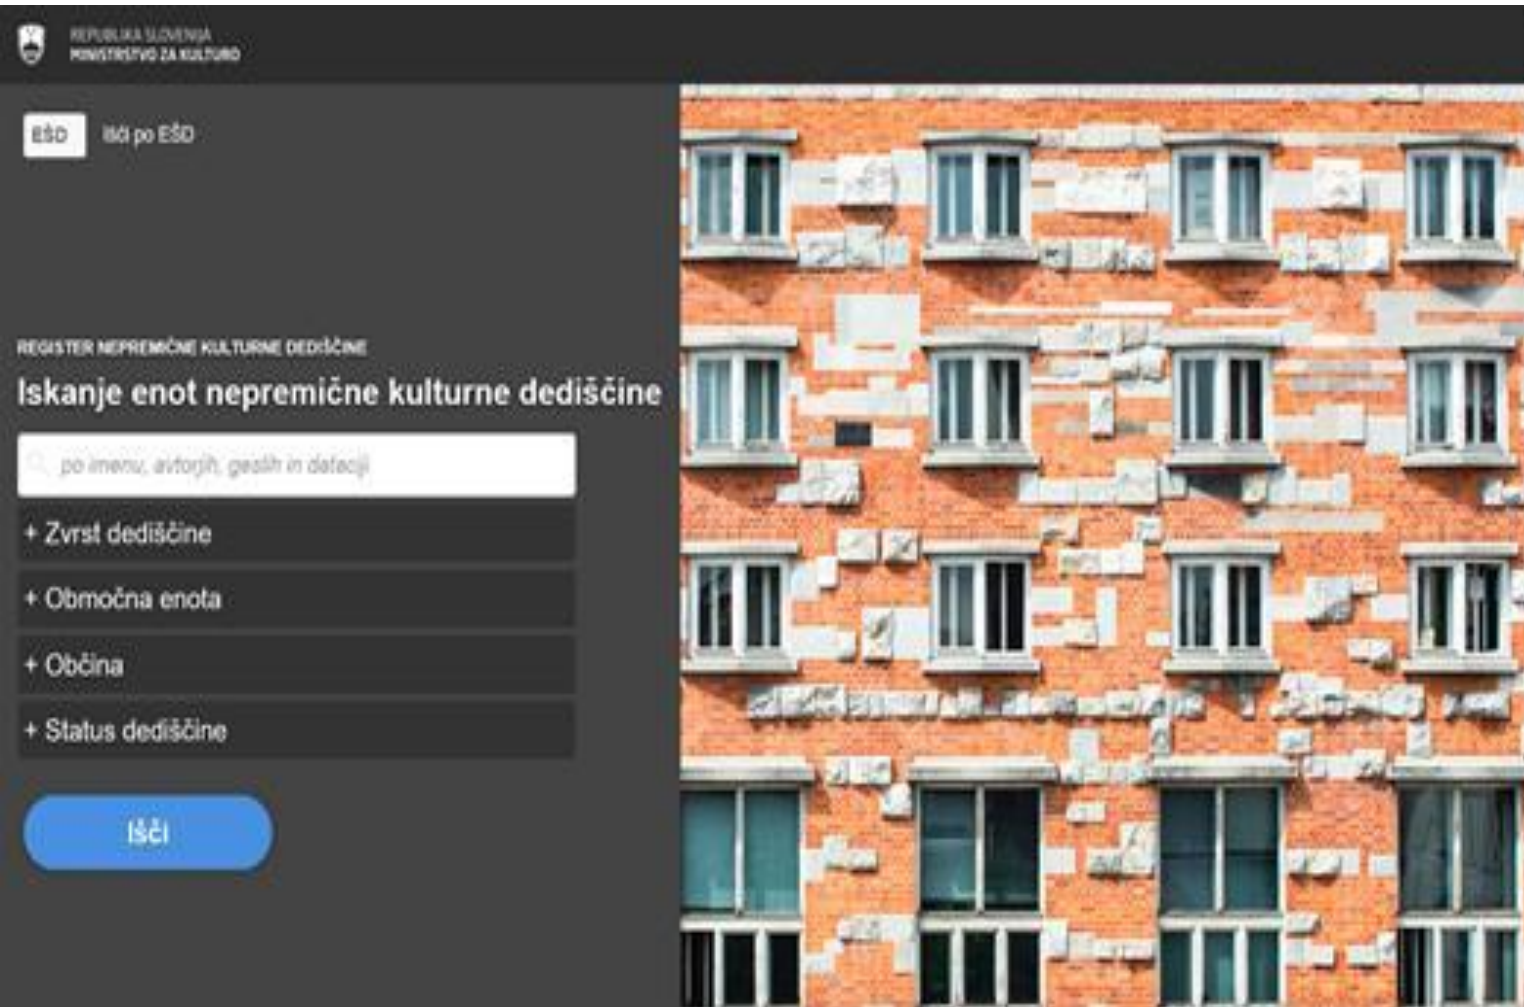 REPUBLIKA SLOVENIJA
MINISTRSTVO ZA KULTURO
EŠD
Išči po EŠD
REGISTER NEPREMIČNE KULTURNE DEDIŠČINE
Iskanje enot nepremične kulturne dediščine
po imenu, avtorjih, geslih in dataciji
+ Zvrst dediščine
+ Območna enota
+ Občina
+ Status dediščine
Išči